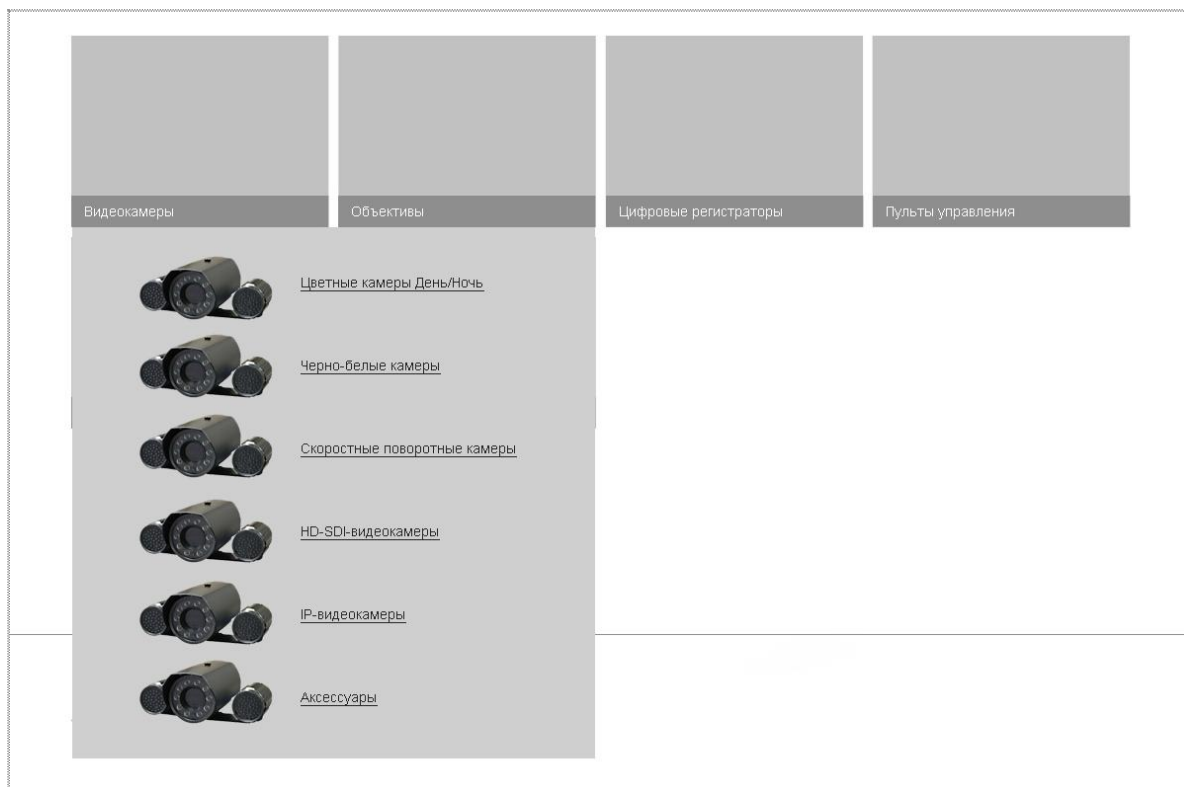 Видеокамеры
Объективы
Цифровые регистраторы
Пульты управления
Цветные камеры День/Ночь
Черно-белые камеры
Скоростные поворотные камеры
HD-SDI-видеокамеры
IP-видеокамеры
Аксессуары